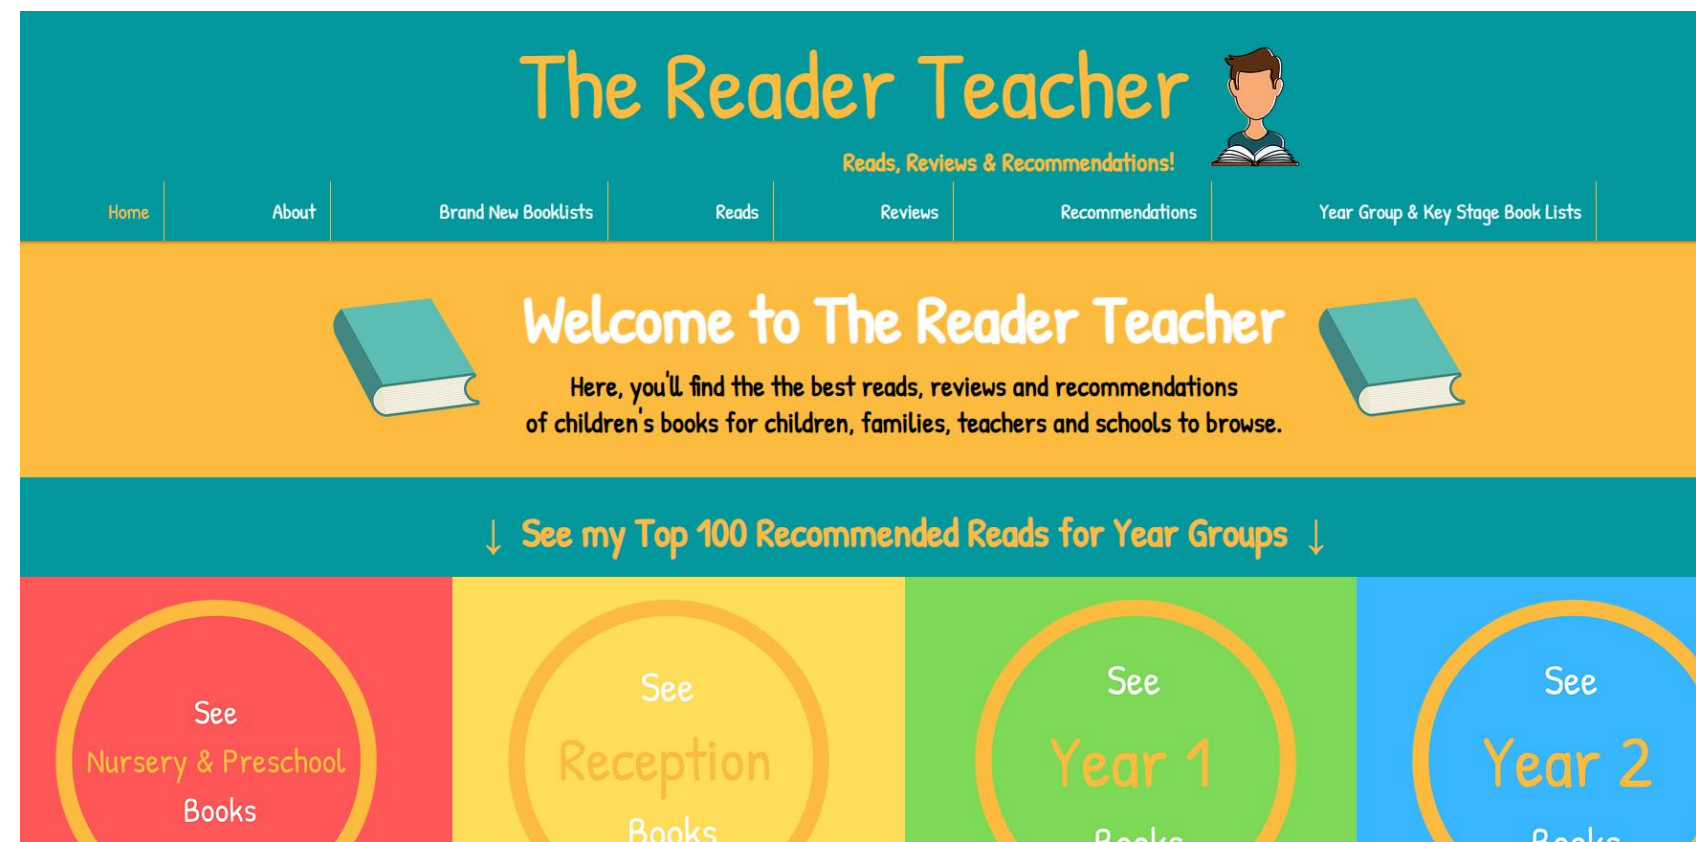 The Reader Teacher
Reads, Reviews & Recommendations!
Home
About
Brand New Booklists
Reads
Reviews
Recommendations
Year Group & Key Stage Book Lists
Welcome to The Reader Teacher
Here, you'll find the the best reads, reviews and recommendations
of children's books for children, families, teachers and schools to browse.
↓ See my Top 100 Recommended Reads for Year Groups ↓
See
Nursery & Preschool
Books
See
Reception
Books
See
Year 1
Books
See
Year 2
Books